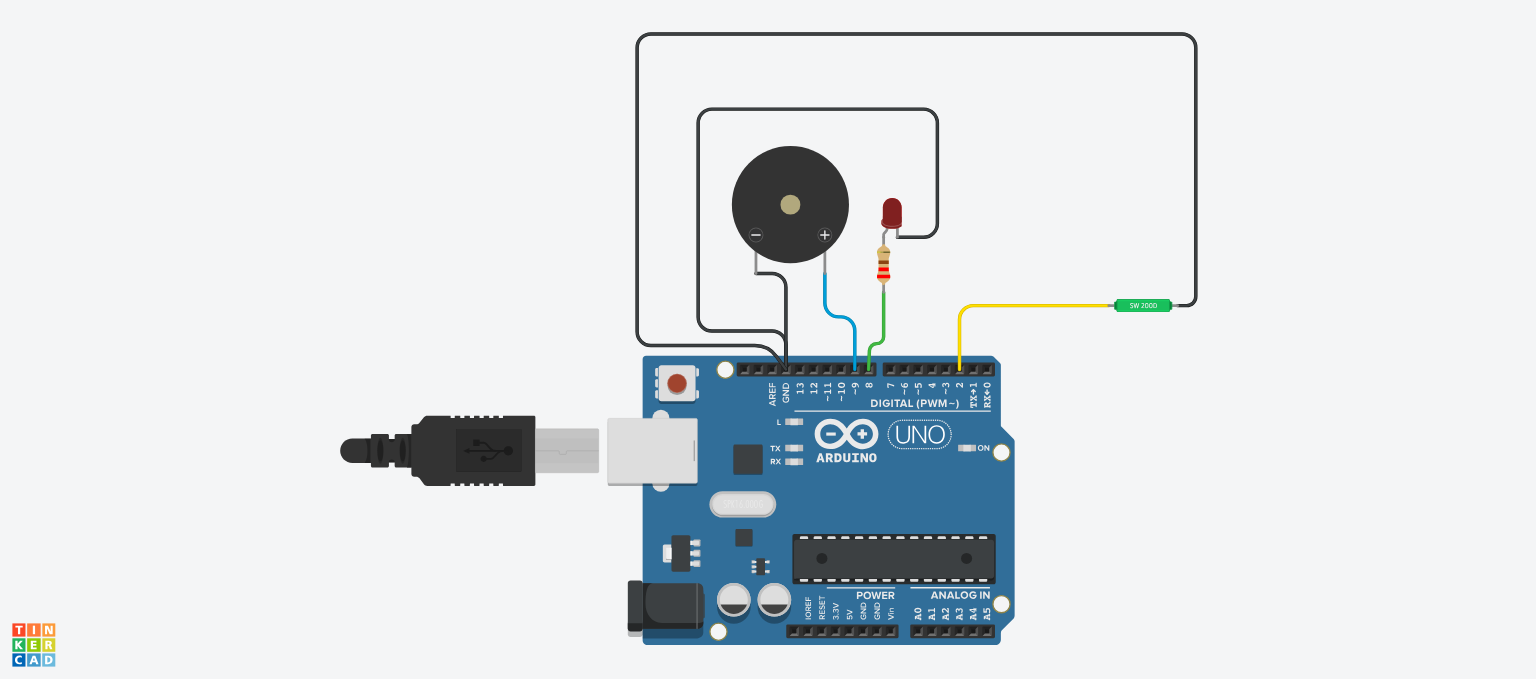 − +
SW 200D
AREF
GND
13
12
~11
~10
~9
8
7
~6
~5
4
~3
2
TX→1
RX←0
DIGITAL (PWM~)
L
TX
RX
UNO
ARDUINO
ON
POWER
ANALOG IN
IOREF
RESET
3.3V
5V
GND
GND
Vin
A0
A1
A2
A3
A4
A5
TIN
KER
CAD